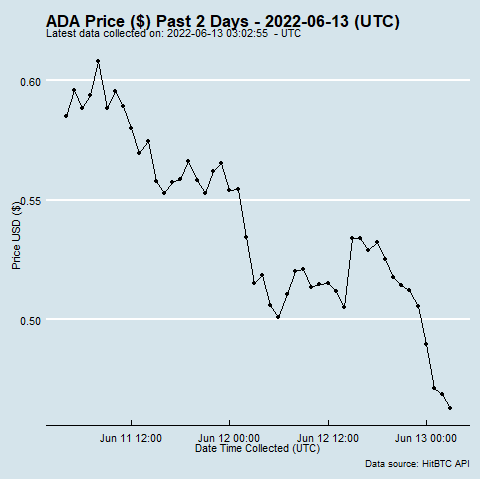 ADA Price ($) Past 2 Days - 2022-06-13 (UTC)
Latest data collected on: 2022-06-13 03:02:55  - UTC
0.60
0.55
0.50
Price USD ($)
Jun 11 12:00
Jun 12 00:00
Jun 12 12:00
Jun 13 00:00
Date Time Collected (UTC)
Data source: HitBTC API